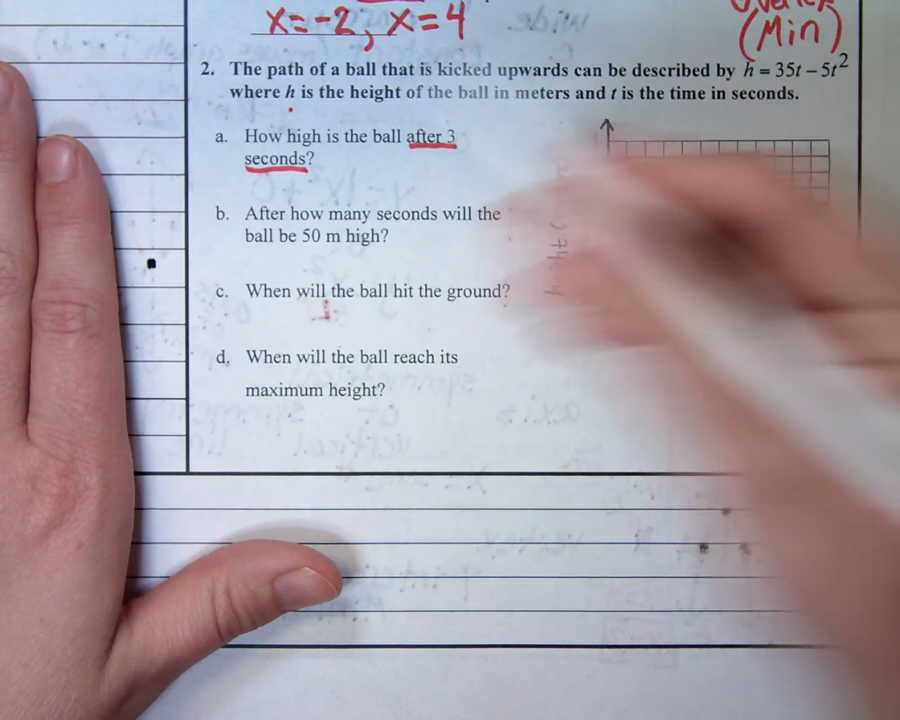 x=-2, x=4
(Min)
2. The path of a ball that is kicked upwards can be described by h = 35t – 5t²
where h is the height of the ball in meters and t is the time in seconds.
a. How high is the ball after 3
seconds?
b. After how many seconds will the
ball be 50 m high?
c. When will the ball hit the ground?
d. When will the ball reach its
maximum height?